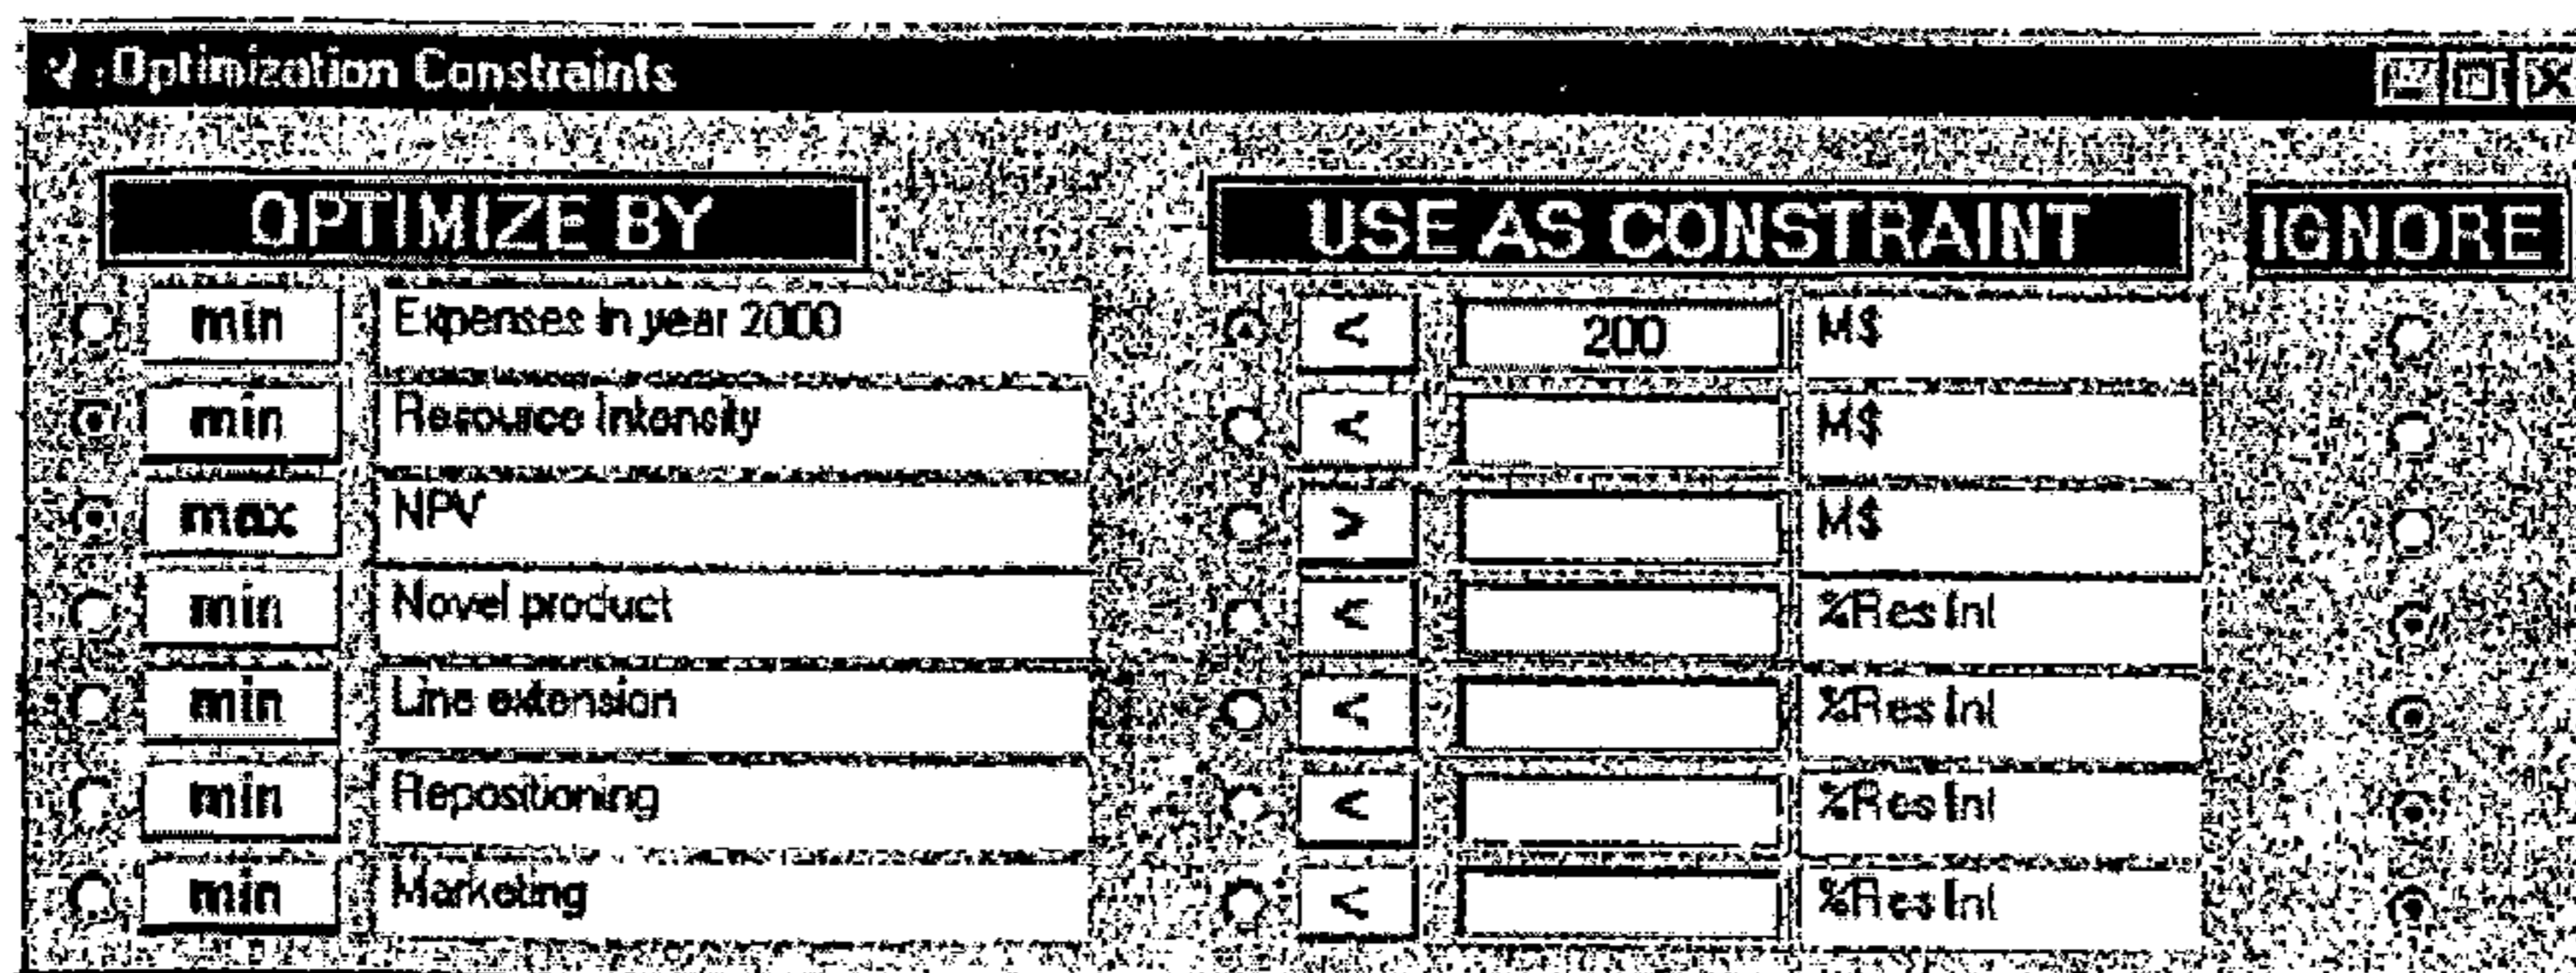 Optimization Constraints
OPTIMIZE BY USE AS CONSTRAINT IGNORE
min Expenses in year 2000 < 200 M$
min Resource Intensity < M$
max NPV > M$
min Novel product < %Res Int
min Line extension < %Res Int
min Repositioning < %Res Int
min Marketing < %Res Int